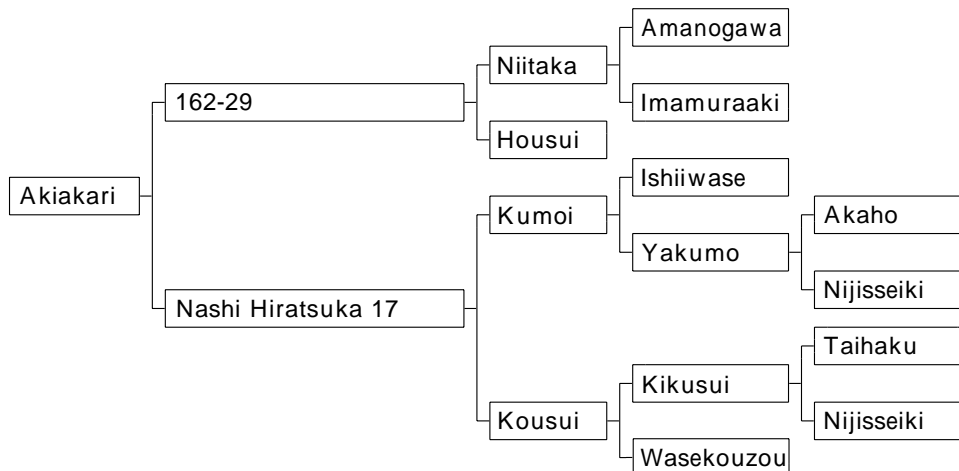 Amanogawa
Niitaka
162-29
Imamuraaki
Housui
Ishiiwase
Akiakari
Kumoi
Akaho
Yakumo
Nijisseiki
Nashi Hiratsuka 17
Taihaku
Kikusui
Kousui
Nijisseiki
Wasekouzou